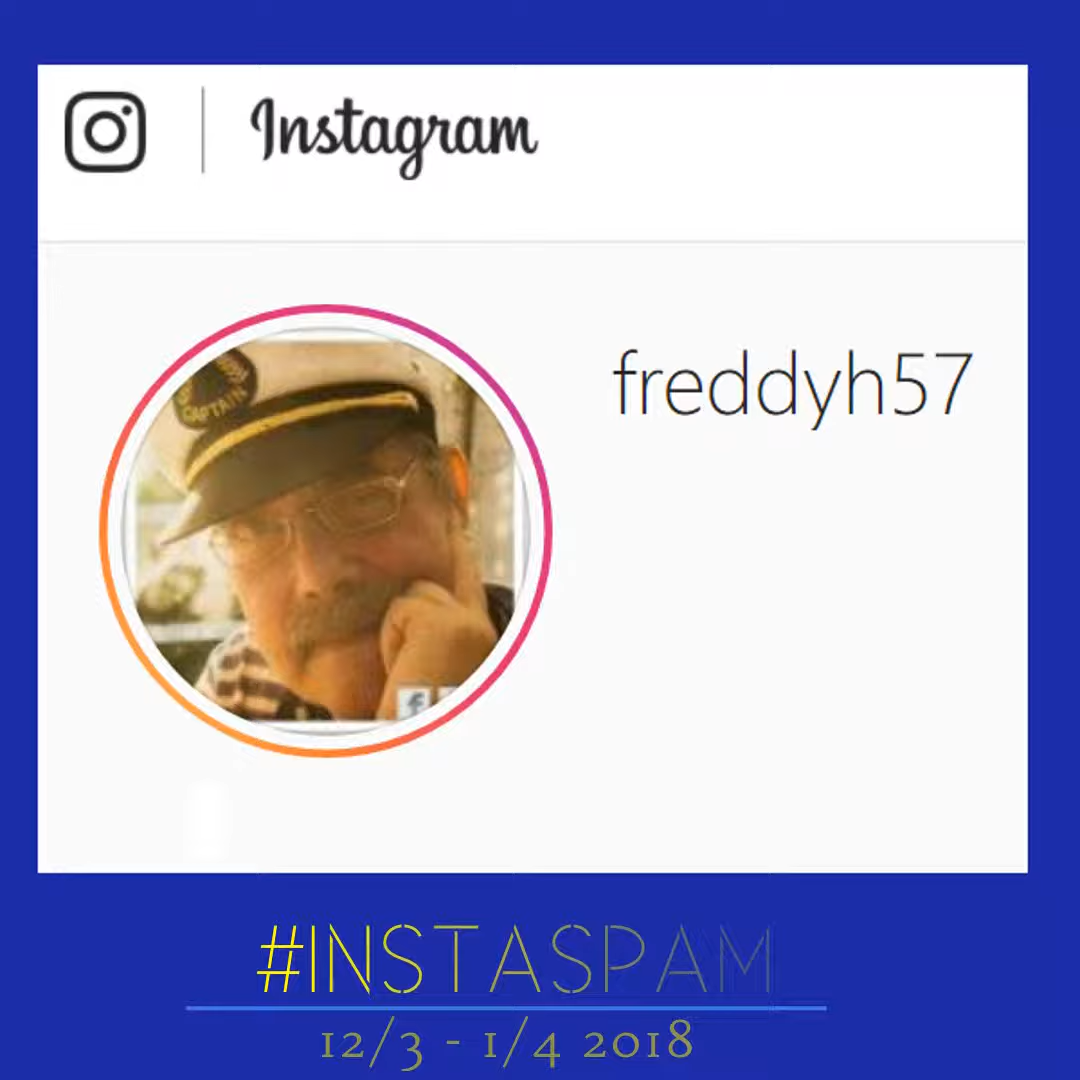 Instagram
freddyh57
CAPTAIN
f
#INSTASPAM
12/3 - 1/4 2018